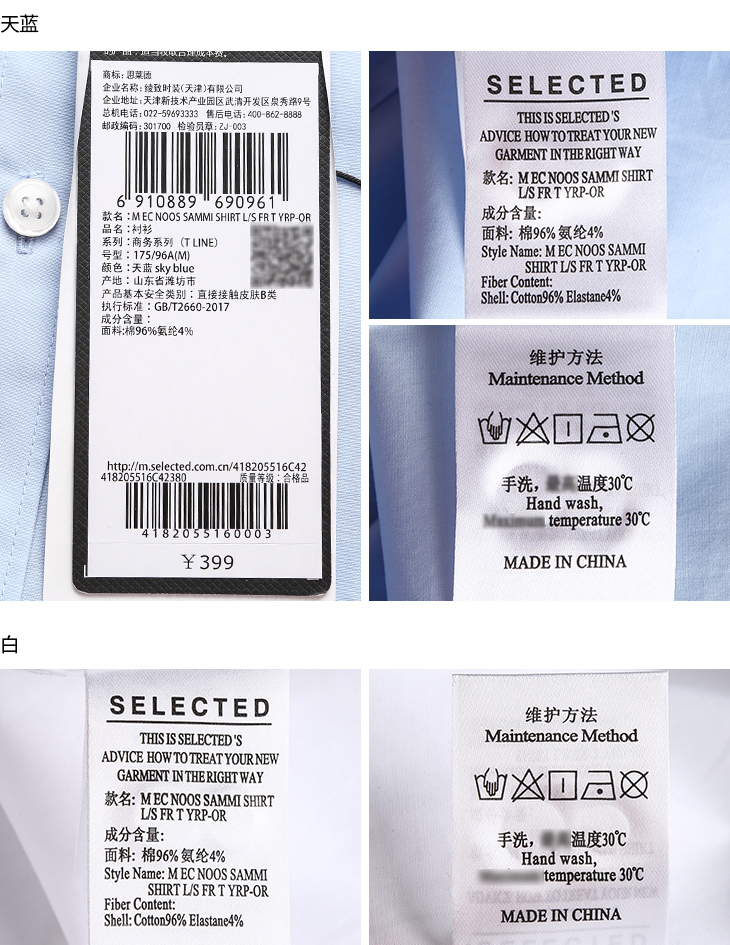 天蓝
商标：思莱德
企业名称：绫致时装(天津)有限公司
企业地址：天津新技术产业园区武清开发区泉秀路9号
总机电话：022-59693333 售后电话：400-862-8888
邮政编码：301700 检验员章：ZJ-003
6 910889 690961
款名：M EC NOOS SAMMI SHIRT L/S FR T YRP-OR
品名：衬衫
系列：商务系列（T LINE）
号型：175/96A(M)
颜色：天蓝 sky blue
产地：山东省潍坊市
产品基本安全类别：直接接触皮肤B类
执行标准：GB/T2660-2017
成分含量：
面料:棉96%氨纶4%
http://m.selected.com.cn/418205516C42
418205516C42380 质量等级：合格品
4182055160003
￥399
SELECTED
THIS IS SELECTED'S
ADVICE HOW TO TREAT YOUR NEW
GARMENT IN THE RIGHT WAY
款名: M EC NOOS SAMMI SHIRT
L/S FR T YRP-OR
成分含量:
面料: 棉96% 氨纶4%
Style Name: M EC NOOS SAMMI
SHIRT L/S FR T YRP-OR
Fiber Content:
Shell: Cotton96% Elastane4%
维护方法
Maintenance Method
手洗，最高温度30℃
Hand wash,
Maximum temperature 30℃
MADE IN CHINA
白
SELECTED
THIS IS SELECTED'S
ADVICE HOW TO TREAT YOUR NEW
GARMENT IN THE RIGHT WAY
款名: M EC NOOS SAMMI SHIRT
L/S FR T YRP-OR
成分含量:
面料: 棉96% 氨纶4%
Style Name: M EC NOOS SAMMI
SHIRT L/S FR T YRP-OR
Fiber Content:
Shell: Cotton96% Elastane4%
维护方法
Maintenance Method
手洗，温度30℃
Hand wash,
temperature 30℃
MADE IN CHINA